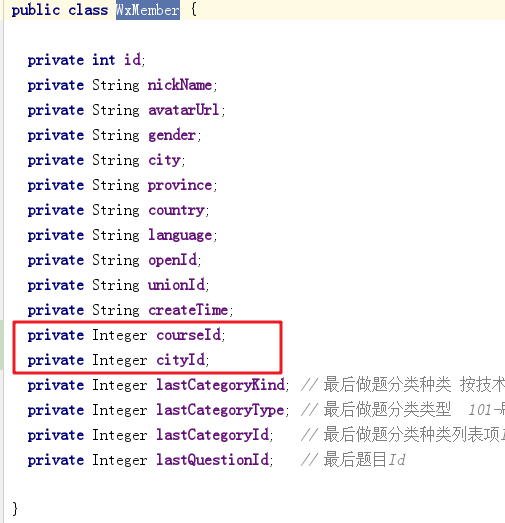 public class WxMember {
private int id;
private String nickName;
private String avatarUrl;
private String gender;
private String city;
private String province;
private String country;
private String language;
private String openId;
private String unionId;
private String createTime;
private Integer courseId;
private Integer cityId;
private Integer lastCategoryKind; // 最后做题分类种类 按技术
private Integer lastCategoryType; // 最后做题分类类型 101-
private Integer lastCategoryId; // 最后做题分类种类列表项
private Integer lastQuestionId; // 最后题目Id
}